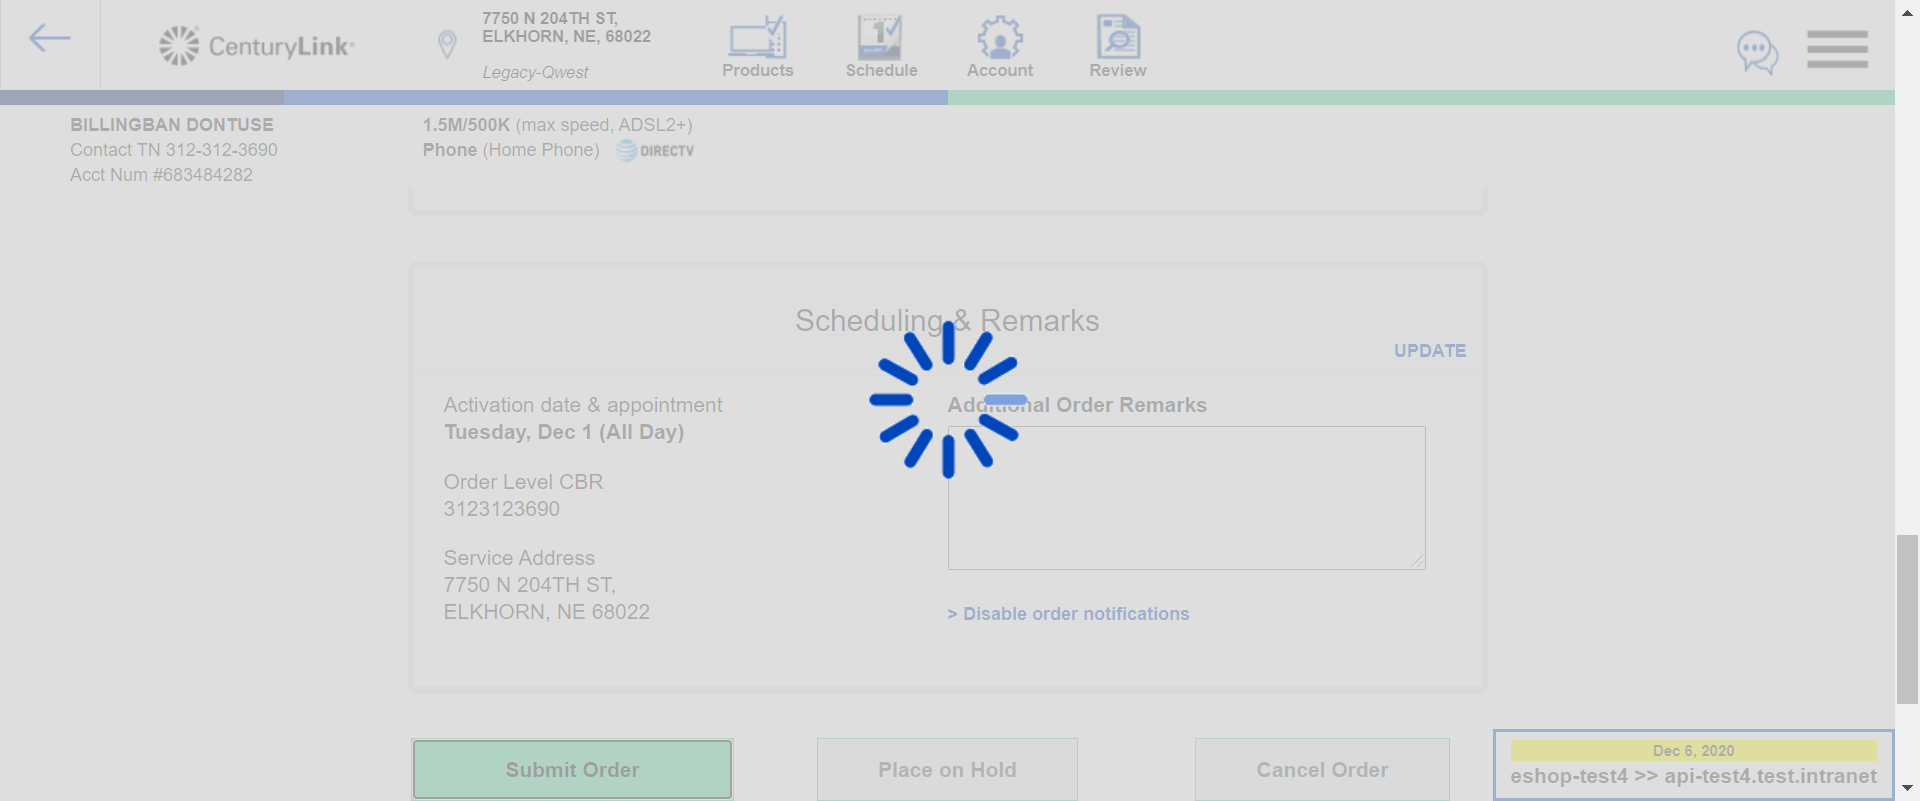 CenturyLink
7750 N 204TH ST,
ELKHORN, NE, 68022
Legacy-Qwest
Products
1
Schedule
Account
Review
BILLINGBAN DONTUSE
Contact TN 312-312-3690
Acct Num #683484282
1.5M/500K (max speed, ADSL2+)
Phone (Home Phone) DIRECTV
Scheduling & Remarks
UPDATE
Activation date & appointment
Tuesday, Dec 1 (All Day)
Order Level CBR
3123123690
Service Address
7750 N 204TH ST,
ELKHORN, NE 68022
Additional Order Remarks
> Disable order notifications
Submit Order
Place on Hold
Cancel Order
Dec 6, 2020
eshop-test4 >> api-test4.test.intranet